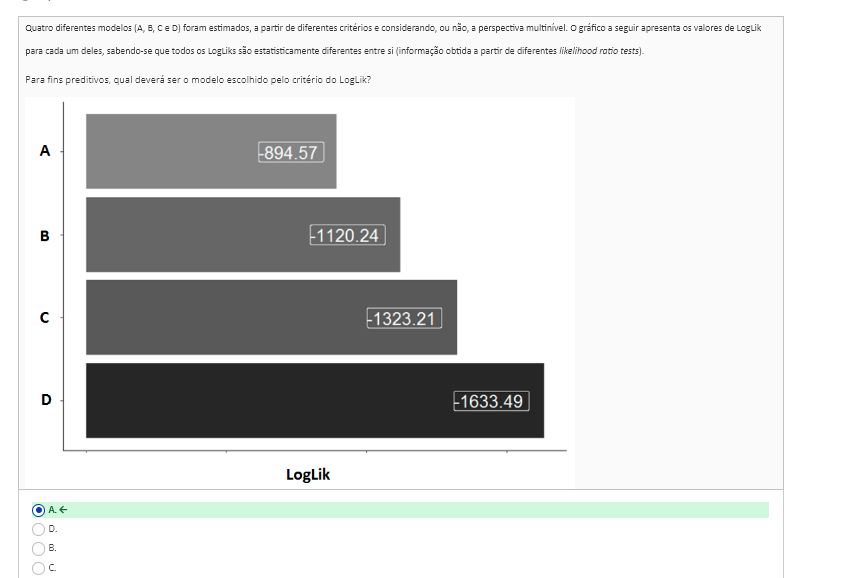 Quatro diferentes modelos (A, B, C e D) foram estimados, a partir de diferentes critérios e considerando, ou não, a perspectiva multinível. O gráfico a seguir apresenta os valores de LogLik
para cada um deles, sabendo-se que todos os LogLiks são estatisticamente diferentes entre si (informação obtida a partir de diferentes likelihood ratio tests).
Para fins preditivos, qual deverá ser o modelo escolhido pelo critério do LogLik?
A
-894.57
B
-1120.24
C
-1323.21
D
-1633.49
LogLik
A. ←
D.
B.
C.